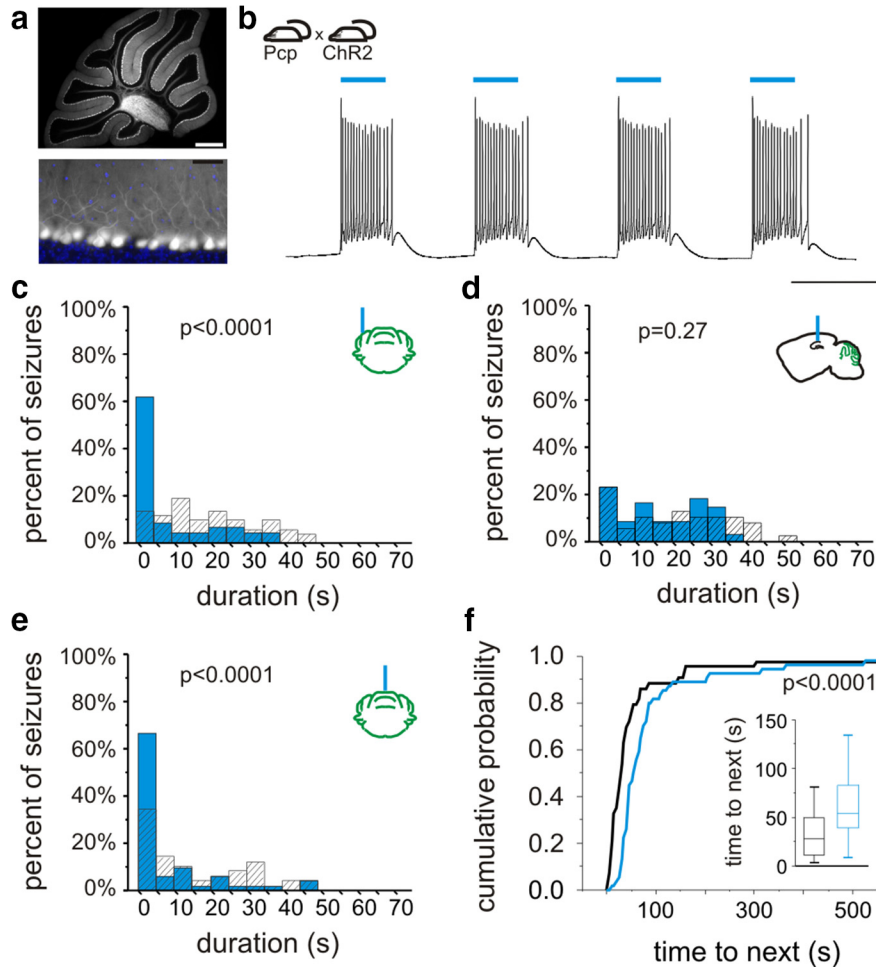 a
b
Pcp x ChR2
c
100%
80%
60%
40%
20%
0%
percent of seizures
p<0.0001
0 10 20 30 40 50 60 70
duration (s)
d
100%
80%
60%
40%
20%
0%
percent of seizures
p=0.27
0 10 20 30 40 50 60 70
duration (s)
e
100%
80%
60%
40%
20%
0%
percent of seizures
p<0.0001
0 10 20 30 40 50 60 70
duration (s)
f
1.0
0.8
0.6
0.4
0.2
0.0
cumulative probability
p<0.0001
150
100
50
0
time to next (s)
100 300 500
time to next (s)